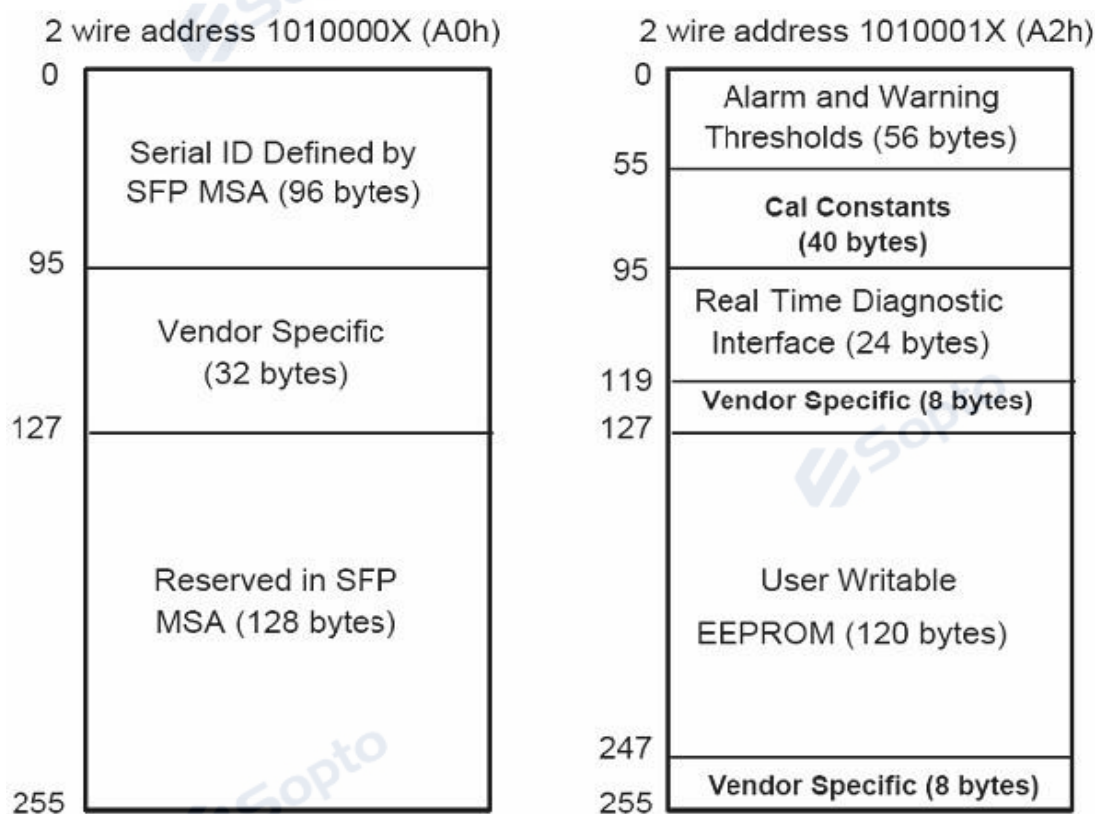 2 wire address 1010000X (A0h)
0
Serial ID Defined by
SFP MSA (96 bytes)
95
Vendor Specific
(32 bytes)
127
Reserved in SFP
MSA (128 bytes)
255
2 wire address 1010001X (A2h)
0
Alarm and Warning
Thresholds (56 bytes)
55
Cal Constants
(40 bytes)
95
Real Time Diagnostic
Interface (24 bytes)
119
Vendor Specific (8 bytes)
127
User Writable
EEPROM (120 bytes)
247
Vendor Specific (8 bytes)
255
Sopto
Sopto
Sopto